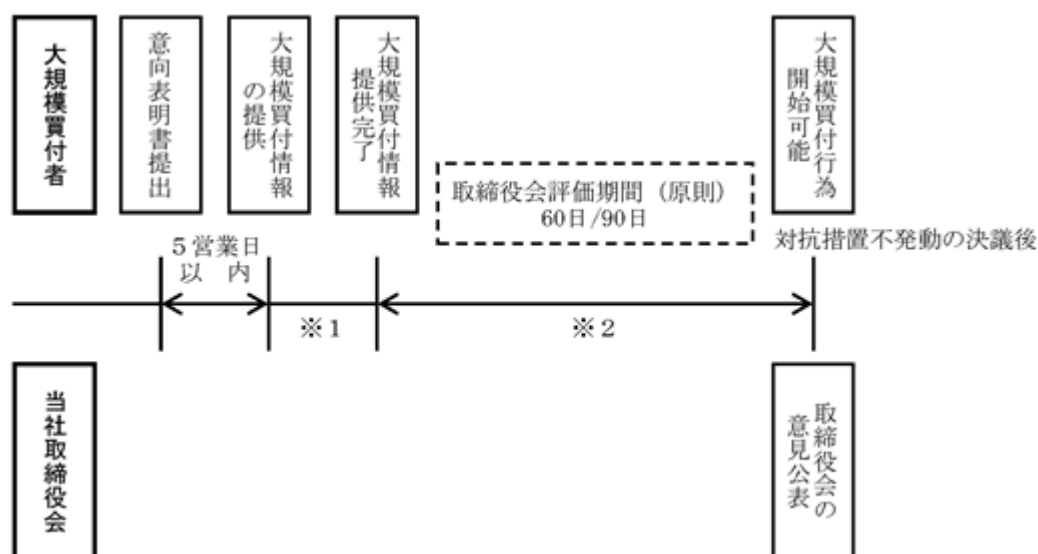 大規模買付者
意向表明書提出
大規模買付情報
の提供
大規模買付情報
提供完了
取締役会評価期間（原則）
60日/90日
大規模買付行為
開始可能
対抗措置不発動の決議後
５営業日
以　内
※１
※２
当社取締役会
取締役会の
意見公表